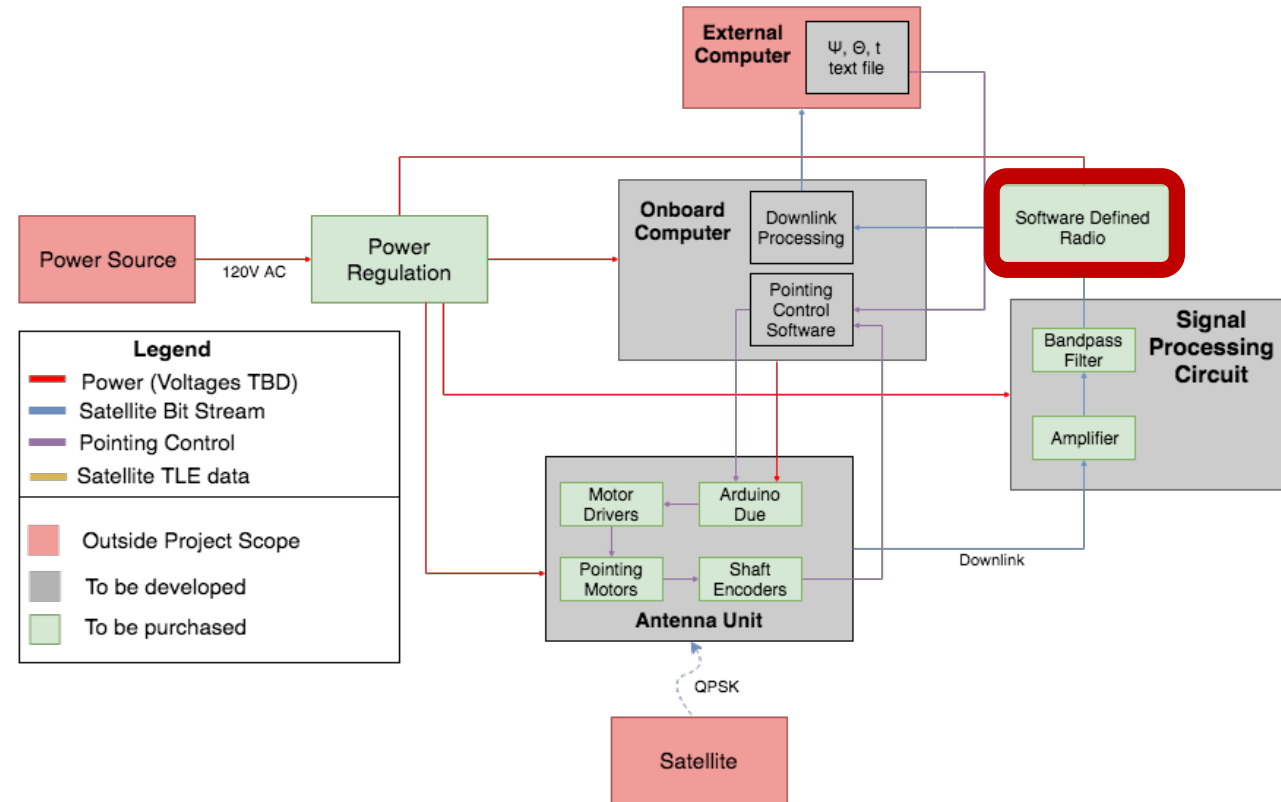 External
Computer
Ψ, Θ, t
text file
Onboard
Computer
Downlink
Processing
Software Defined
Radio
Power Source
120V AC
Power
Regulation
Pointing
Control
Software
Signal
Processing
Circuit
Bandpass
Filter
Amplifier
Legend
Power (Voltages TBD)
Satellite Bit Stream
Pointing Control
Satellite TLE data
Outside Project Scope
To be developed
To be purchased
Motor
Drivers
Arduino
Due
Pointing
Motors
Shaft
Encoders
Antenna Unit
Downlink
QPSK
Satellite